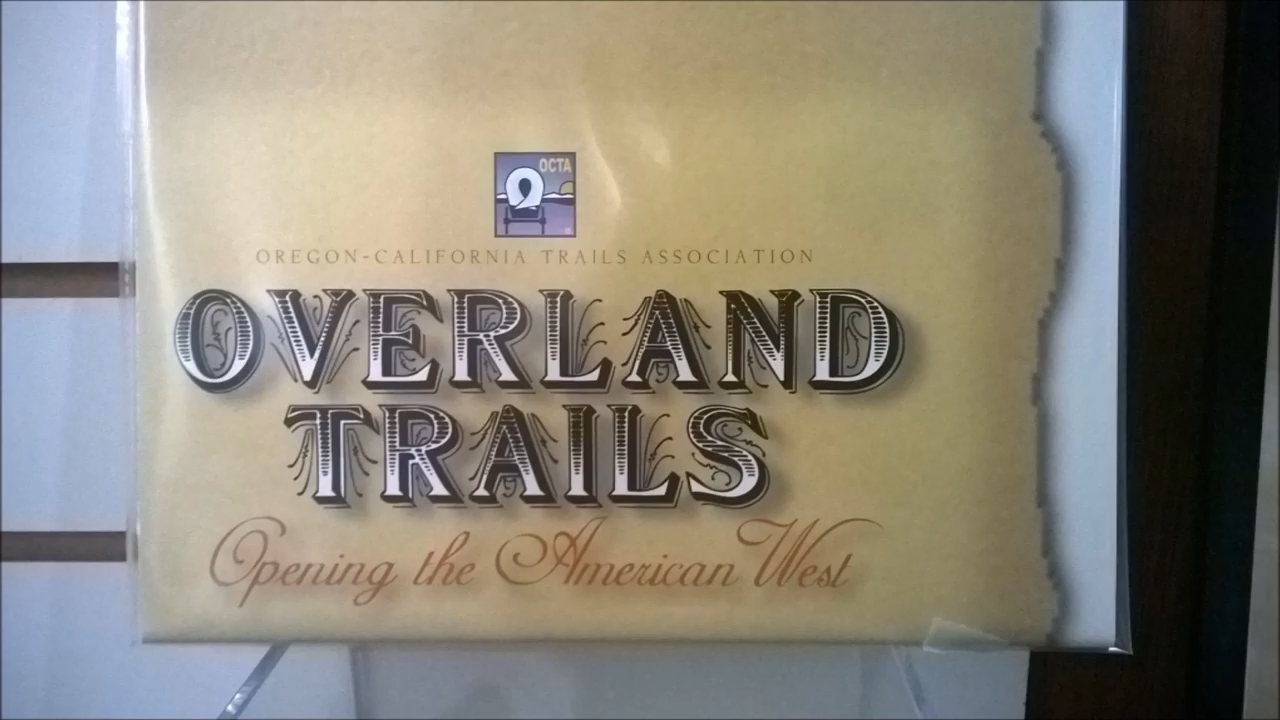 OCTA
OREGON-CALIFORNIA TRAILS ASSOCIATION
OVERLAND
TRAILS
Opening the American West